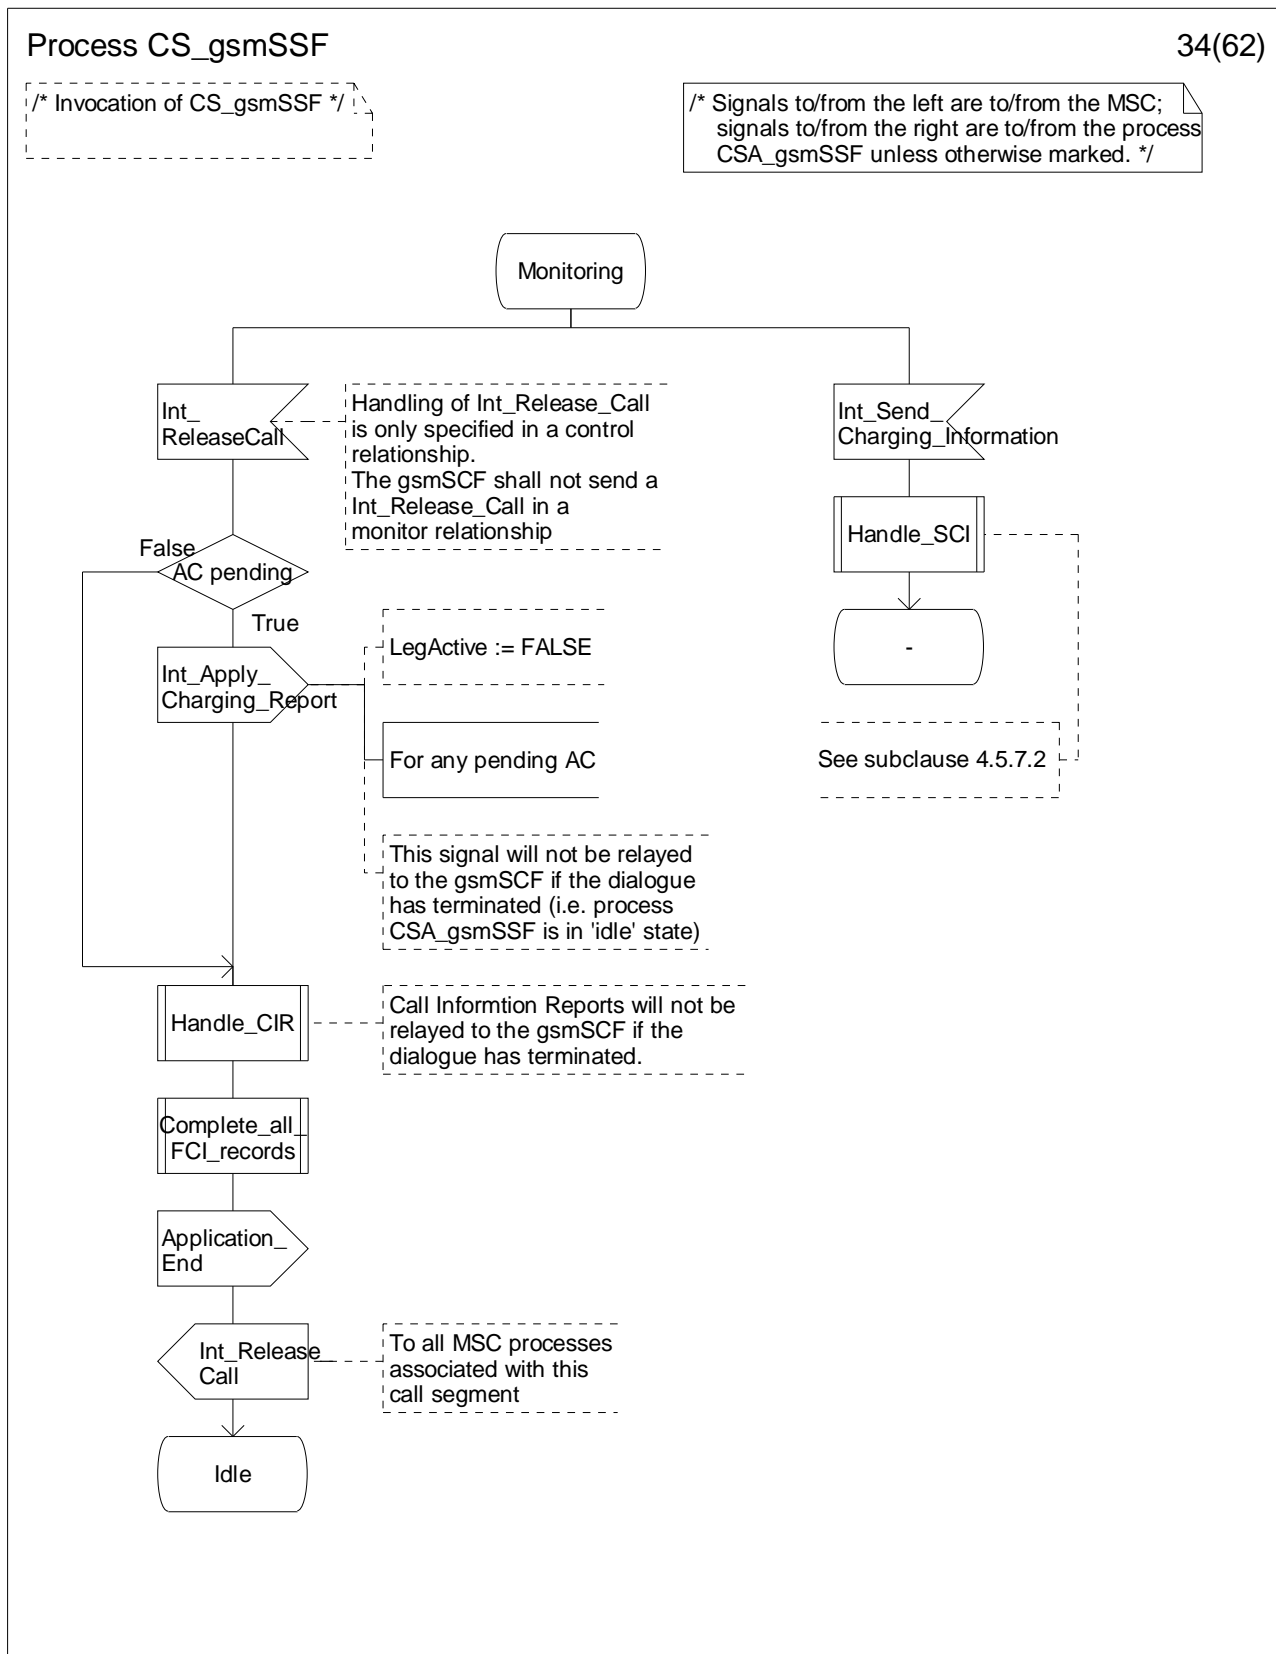 Process CS_gsmSSF
34(62)
/* Invocation of CS_gsmSSF */
/* Signals to/from the left are to/from the MSC;
signals to/from the right are to/from the process
CSA_gsmSSF unless otherwise marked. */
Monitoring
Int_
ReleaseCall
Handling of Int_Release_Call
is only specified in a control
relationship.
The gsmSCF shall not send a
Int_Release_Call in a
monitor relationship
Int_Send_
Charging_Information
Handle_SCI
False
AC pending
True
LegActive := FALSE
-
Int_Apply_
Charging_Report
For any pending AC
See subclause 4.5.7.2
This signal will not be relayed
to the gsmSCF if the dialogue
has terminated (i.e. process
CSA_gsmSSF is in 'idle' state)
Handle_CIR
Call Informtion Reports will not be
relayed to the gsmSCF if the
dialogue has terminated.
Complete_all_
FCI_records
Application_
End
Int_Release_
Call
To all MSC processes
associated with this
call segment
Idle